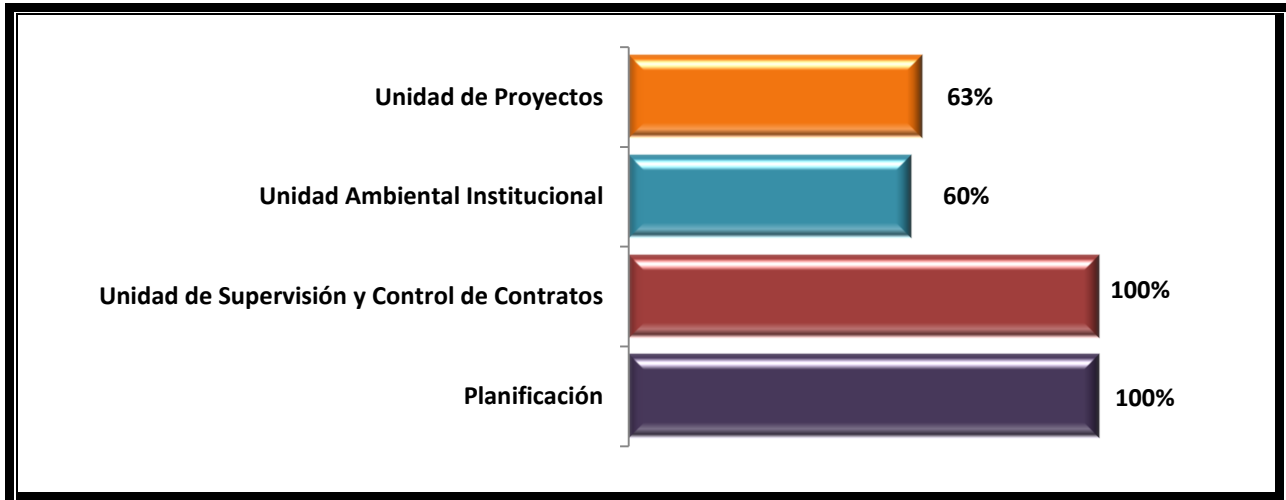 Unidad de Proyectos 63%
Unidad Ambiental Institucional 60%
Unidad de Supervisión y Control de Contratos 100%
Planificación 100%